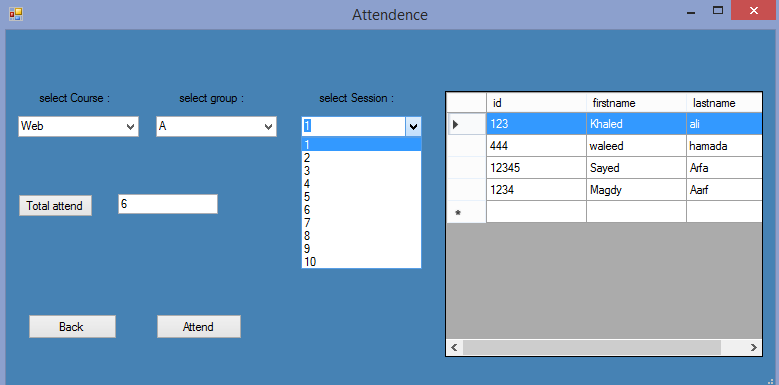 Attendence
select Course :
select group :
select Session :
Web
A
1
1
2
3
4
5
6
7
8
9
10
Total attend
6
Back
Attend
id firstname lastname
123 Khaled ali
444 waleed hamada
12345 Sayed Arfa
1234 Magdy Aarf
*